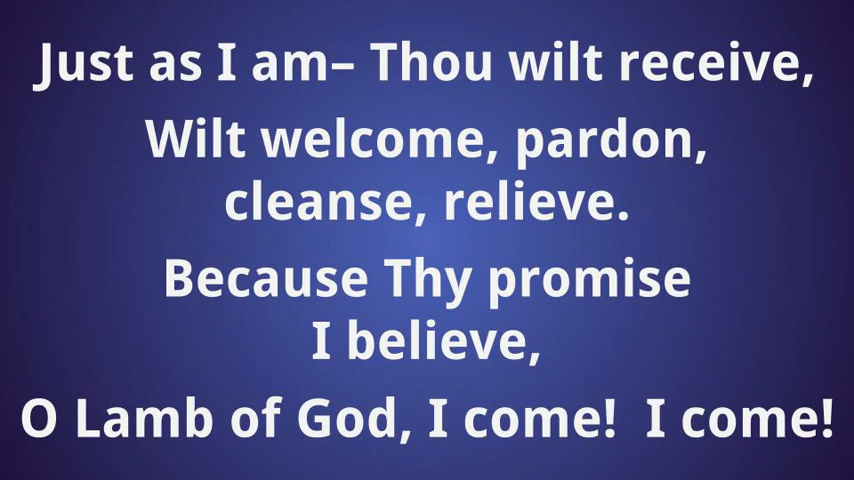 Just as I am– Thou wilt receive,
Wilt welcome, pardon,
cleanse, relieve.
Because Thy promise
I believe,
O Lamb of God, I come!  I come!